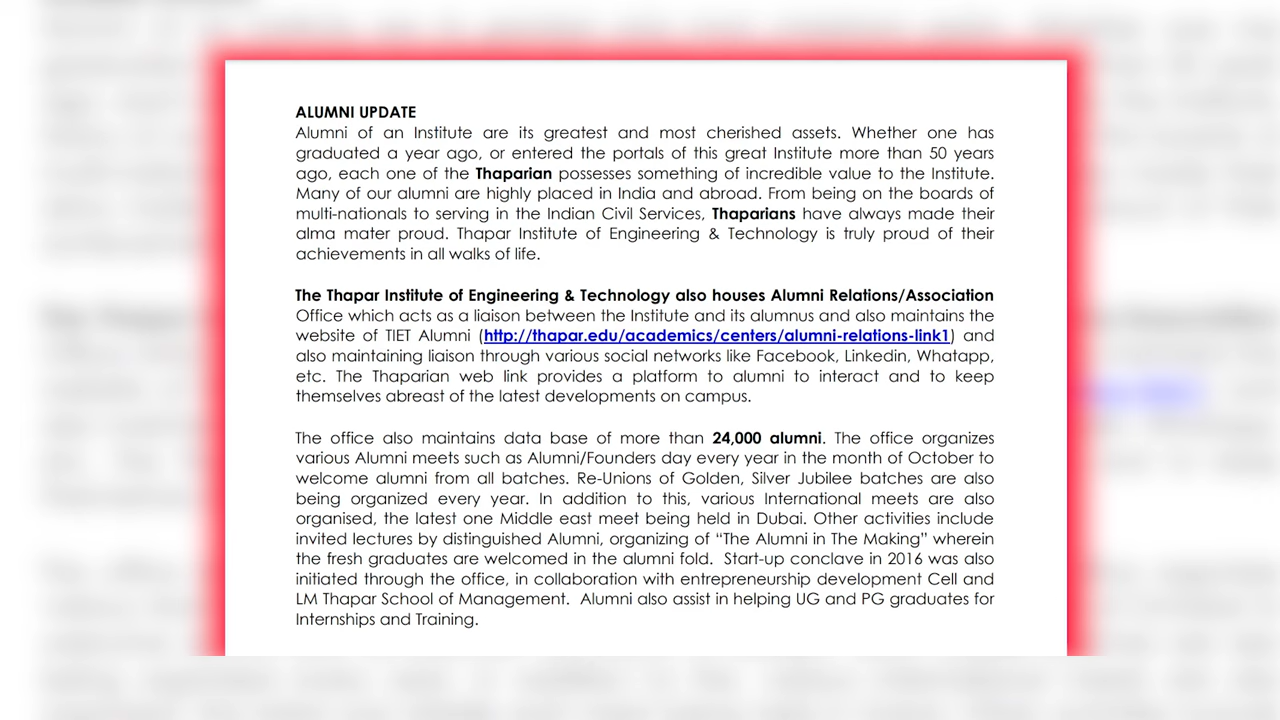 ALUMNI UPDATE
Alumni of an Institute are its greatest and most cherished assets. Whether one has
graduated a year ago, or entered the portals of this great Institute more than 50 years
ago, each one of the Thaparian possesses something of incredible value to the Institute.
Many of our alumni are highly placed in India and abroad. From being on the boards of
multi-nationals to serving in the Indian Civil Services, Thaparians have always made their
alma mater proud. Thapar Institute of Engineering & Technology is truly proud of their
achievements in all walks of life.
The Thapar Institute of Engineering & Technology also houses Alumni Relations/Association
Office which acts as a liaison between the Institute and its alumnus and also maintains the
website of TIET Alumni (http://thapar.edu/academics/centers/alumni-relations-link1) and
also maintaining liaison through various social networks like Facebook, Linkedin, Whatapp,
etc. The Thaparian web link provides a platform to alumni to interact and to keep
themselves abreast of the latest developments on campus.
The office also maintains data base of more than 24,000 alumni. The office organizes
various Alumni meets such as Alumni/Founders day every year in the month of October to
welcome alumni from all batches. Re-Unions of Golden, Silver Jubilee batches are also
being organized every year. In addition to this, various International meets are also
organised, the latest one Middle east meet being held in Dubai. Other activities include
invited lectures by distinguished Alumni, organizing of “The Alumni in The Making” wherein
the fresh graduates are welcomed in the alumni fold.  Start-up conclave in 2016 was also
initiated through the office, in collaboration with entrepreneurship development Cell and
LM Thapar School of Management.  Alumni also assist in helping UG and PG graduates for
Internships and Training.